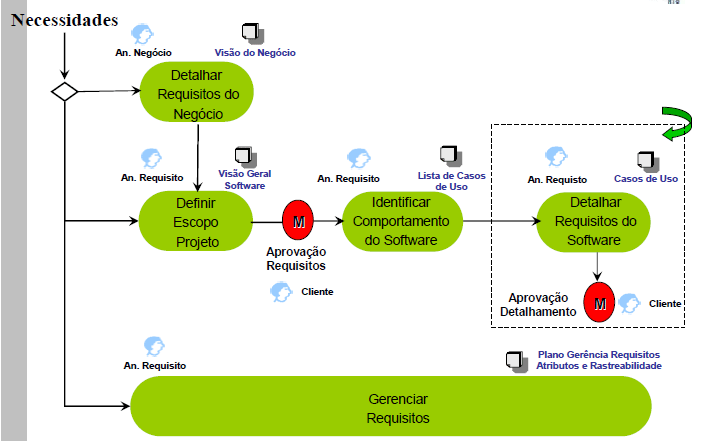 Necessidades
An. Negócio
Visão do Negócio
Detalhar
Requisitos do
Negócio
An. Requisito
Visão Geral
Software
Definir
Escopo
Projeto
M
Aprovação
Requisitos
Cliente
An. Requisito
Lista de Casos
de Uso
Identificar
Comportamento
do Software
An. Requisto
Casos de Uso
Detalhar
Requisitos do
Software
M
Aprovação
Detalhamento
Cliente
An. Requisito
Plano Gerência Requisitos
Atributos e Rastreabilidade
Gerenciar
Requisitos